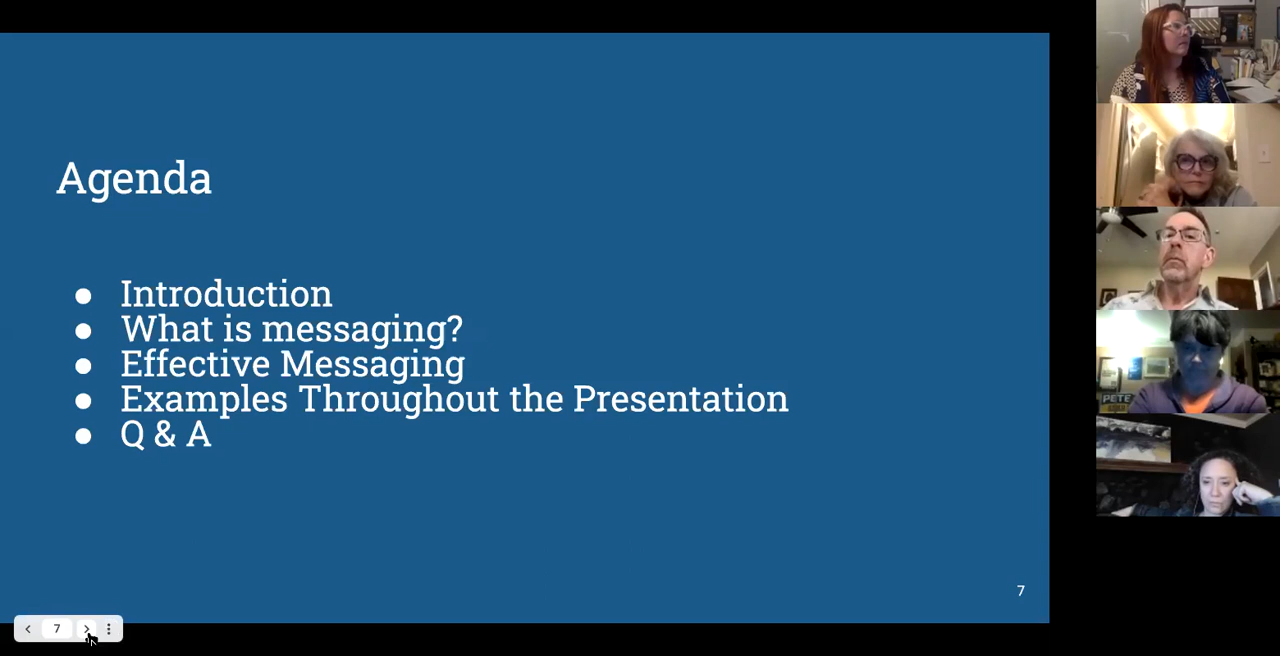 Agenda
● Introduction
● What is messaging?
● Effective Messaging
● Examples Throughout the Presentation
● Q & A
7
7
PETE